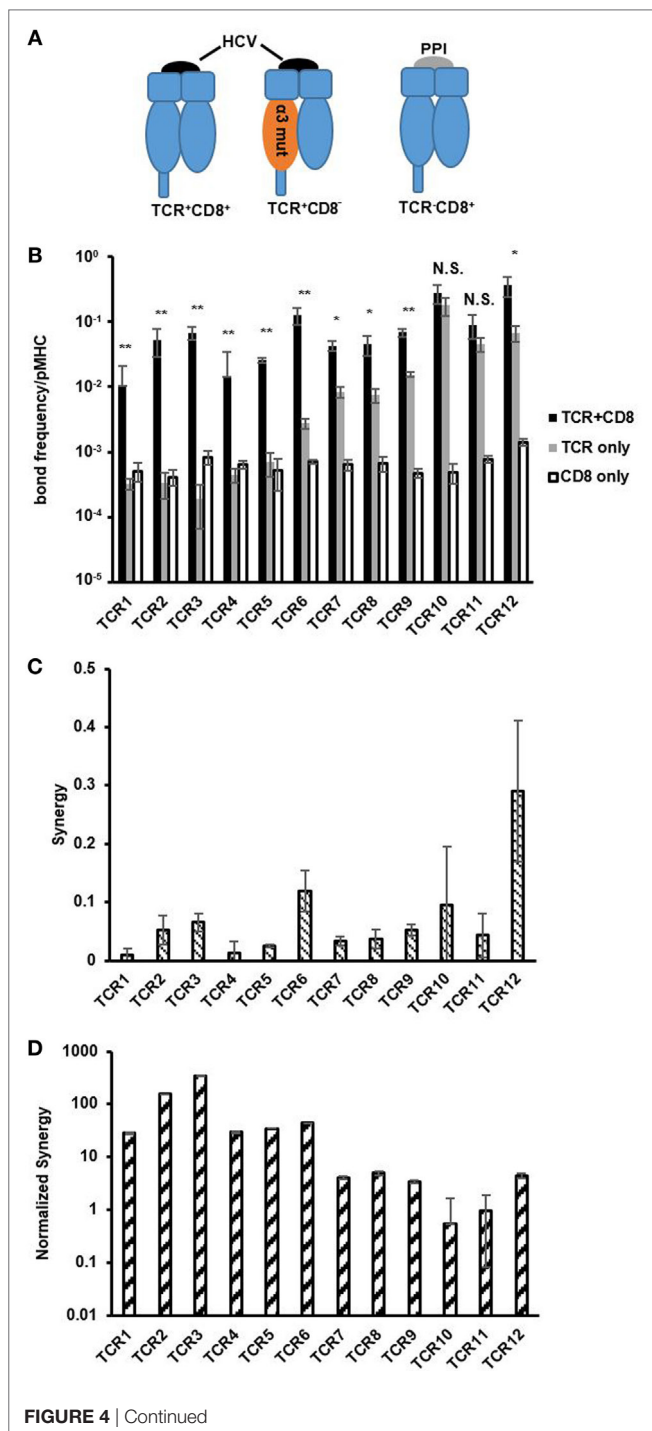 A
HCV
PPI
α3 mut
TCR⁺CD8⁺
TCR⁺CD8⁻
TCR⁻CD8⁺
B
bond frequency/pMHC
10⁰
10⁻¹
10⁻²
10⁻³
10⁻⁴
10⁻⁵
** ** ** ** ** ** * * ** N.S. N.S. *
TCR+CD8
TCR only
CD8 only
TCR1 TCR2 TCR3 TCR4 TCR5 TCR6 TCR7 TCR8 TCR9 TCR10 TCR11 TCR12
C
Synergy
0.5
0.4
0.3
0.2
0.1
0
TCR1 TCR2 TCR3 TCR4 TCR5 TCR6 TCR7 TCR8 TCR9 TCR10 TCR11 TCR12
D
Normalized Synergy
1000
100
10
1
0.1
0.01
TCR1 TCR2 TCR3 TCR4 TCR5 TCR6 TCR7 TCR8 TCR9 TCR10 TCR11 TCR12
FIGURE 4 | Continued